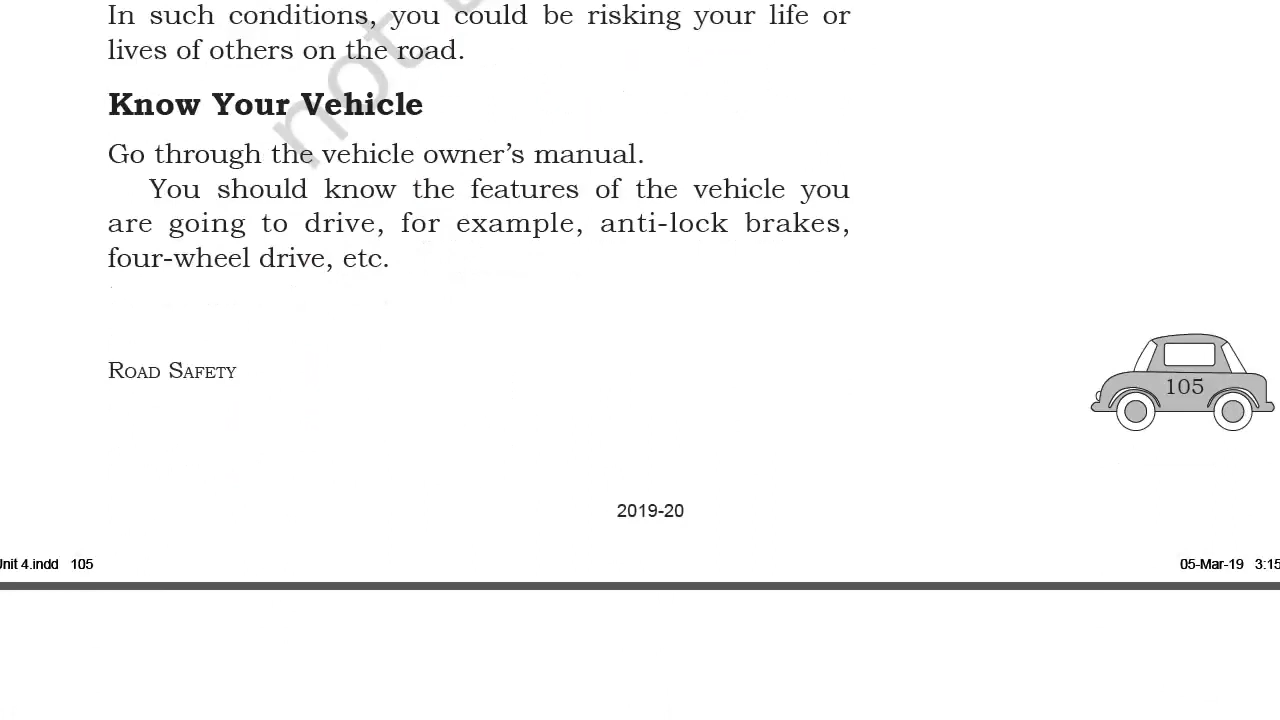 In such conditions, you could be risking your life or
lives of others on the road.
Know Your Vehicle
Go through the vehicle owner's manual.
You should know the features of the vehicle you
are going to drive, for example, anti-lock brakes,
four-wheel drive, etc.
Road Safety
105
2019-20
Unit 4.indd 105
05-Mar-19 3:15
not